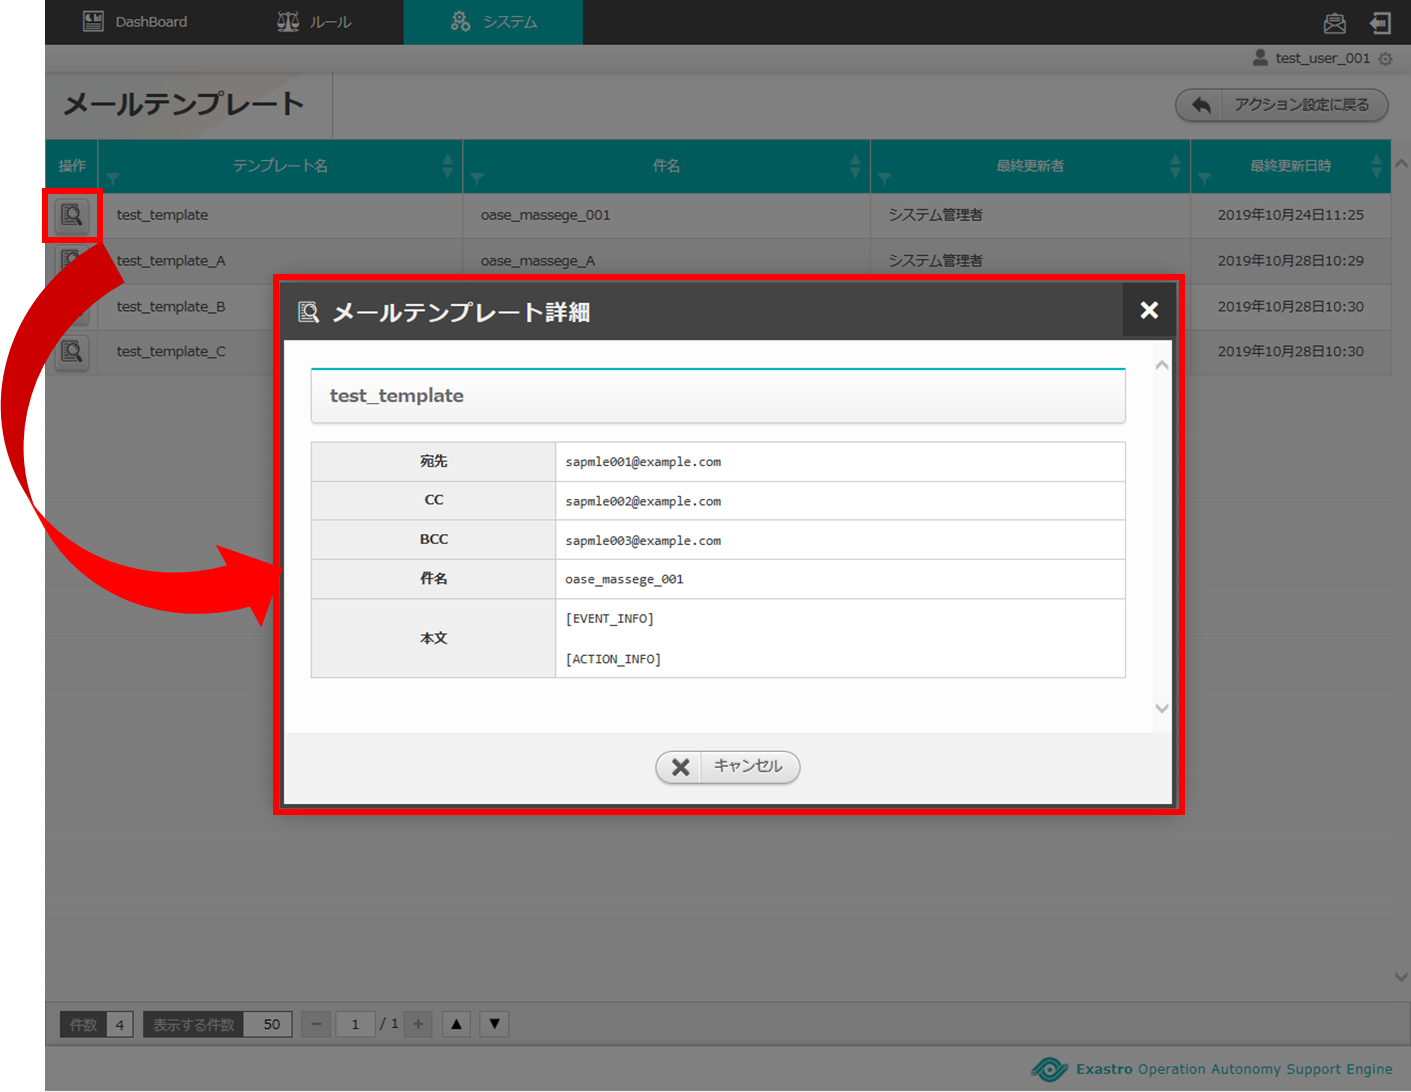 DashBoard ルール システム
test_user_001
メールテンプレート アクション設定に戻る
操作 テンプレート名 件名 最終更新者 最終更新日時
test_template oase_massege_001 システム管理者 2019年10月24日11:25
test_template_A oase_massege_A システム管理者 2019年10月28日10:29
test_template_B 2019年10月28日10:30
test_template_C 2019年10月28日10:30
メールテンプレート詳細
test_template
宛先 sapmle001@example.com
CC sapmle002@example.com
BCC sapmle003@example.com
件名 oase_massege_001
本文 [EVENT_INFO]
[ACTION_INFO]
キャンセル
件数 4 表示する件数 50 − 1 / 1 + ▲ ▼
Exastro Operation Autonomy Support Engine